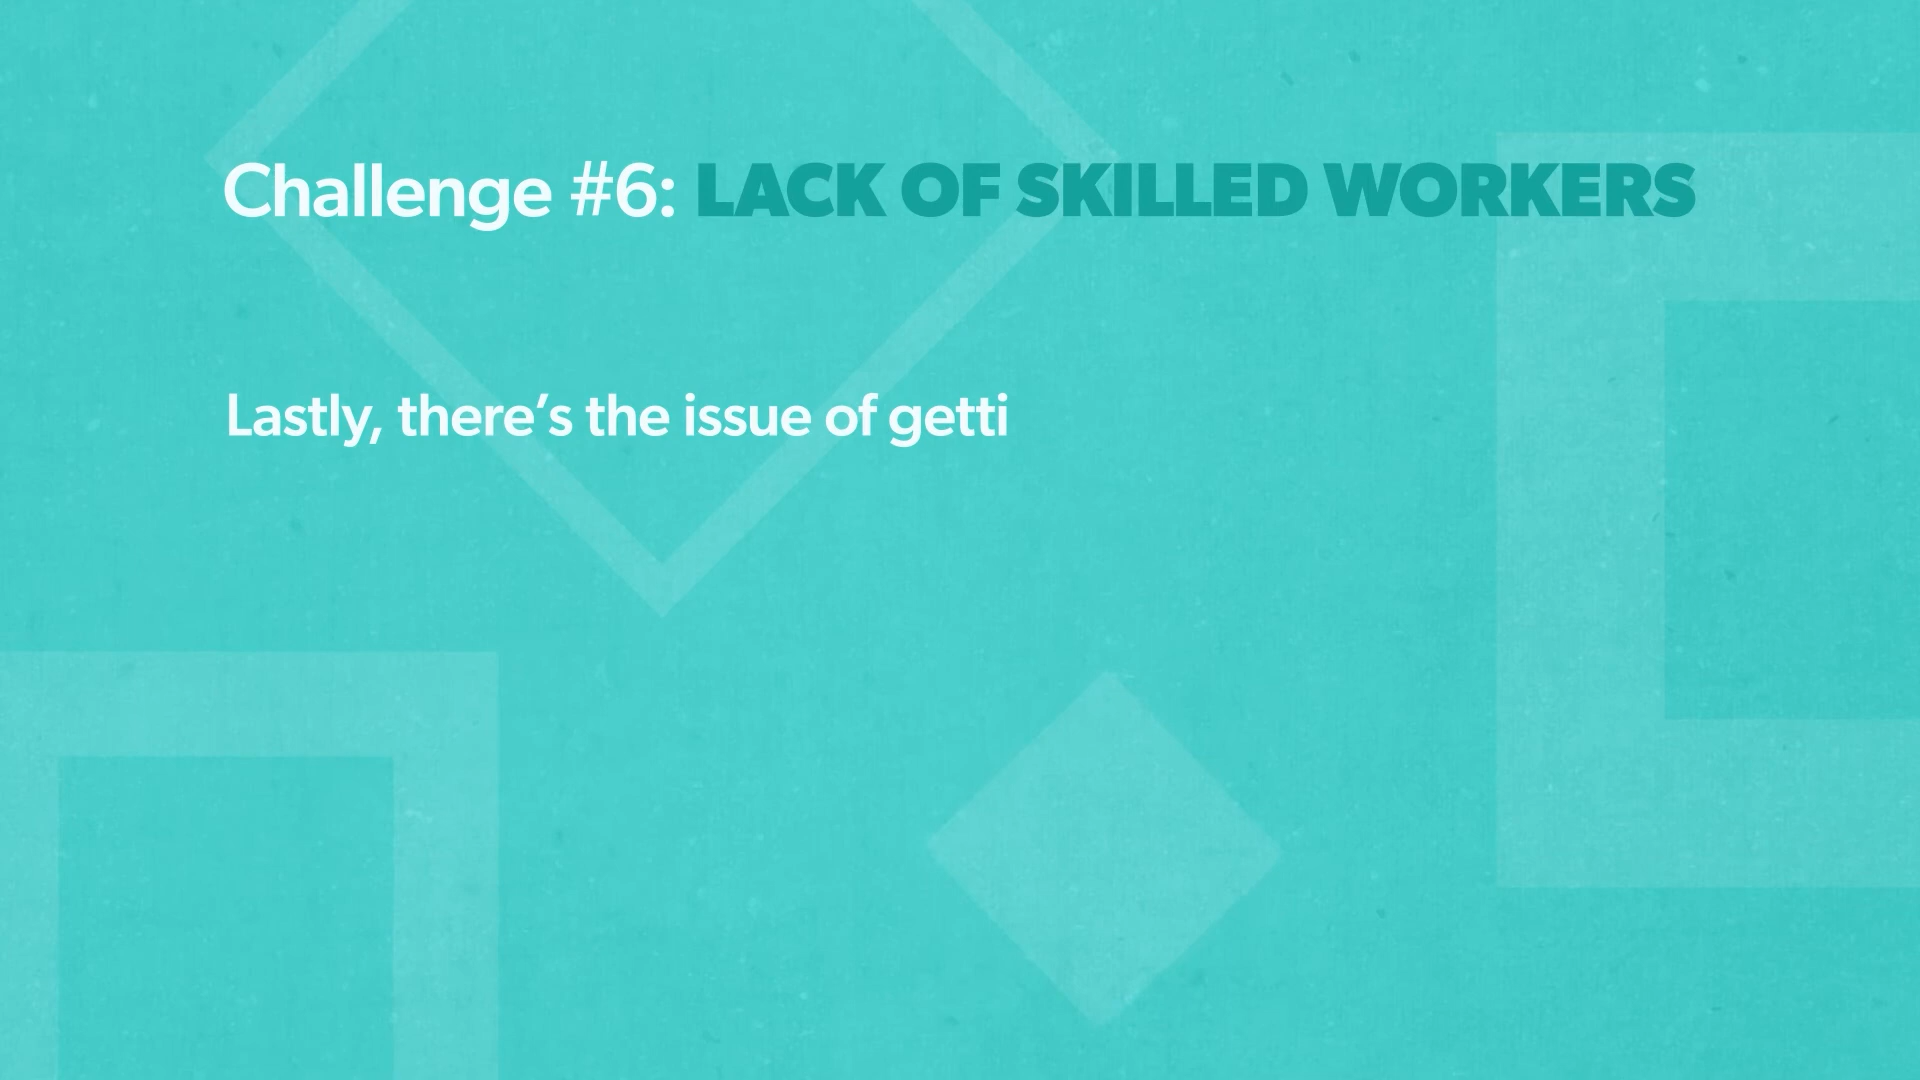 Challenge #6: LACK OF SKILLED WORKERS
Lastly, there’s the issue of getti